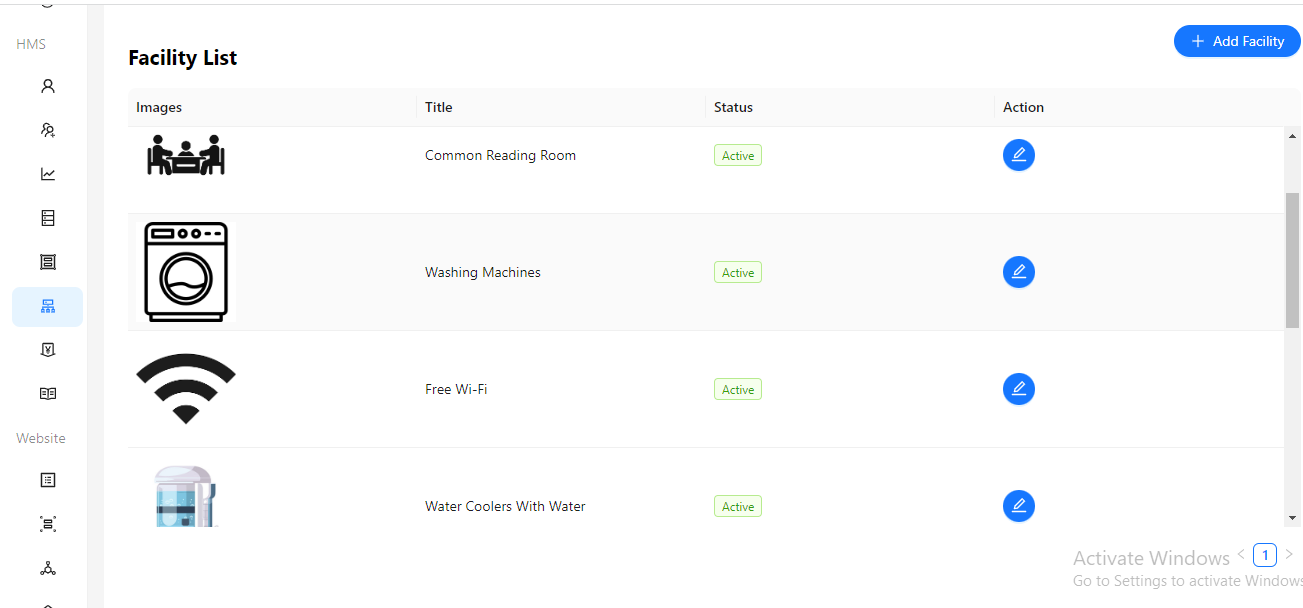 HMS
Website
+ Add Facility
Facility List
Images Title Status Action
Common Reading Room Active
Washing Machines Active
Free Wi-Fi Active
Water Coolers With Water Active
< 1 >
Activate Windows
Go to Settings to activate Windows